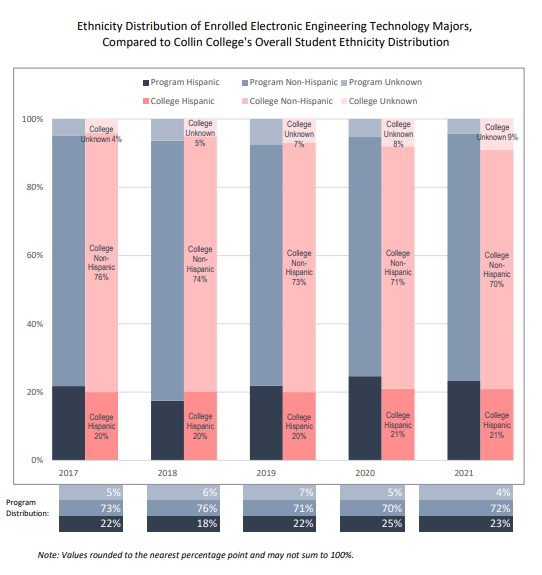 Ethnicity Distribution of Enrolled Electronic Engineering Technology Majors,
Compared to Collin College's Overall Student Ethnicity Distribution
Program Hispanic Program Non-Hispanic Program Unknown
College Hispanic College Non-Hispanic College Unknown
100%
80%
60%
40%
20%
0%
College
Unknown 4%
College
Non-
Hispanic
76%
College
Hispanic
20%
College
Unknown
5%
College
Non-
Hispanic
74%
College
Hispanic
20%
College
Unknown
7%
College
Non-
Hispanic
73%
College
Hispanic
20%
College
Unknown
8%
College
Non-
Hispanic
71%
College
Hispanic
21%
College
Unknown 9%
College
Non-
Hispanic
70%
College
Hispanic
21%
2017 2018 2019 2020 2021
Program
Distribution:
5% 6% 7% 5% 4%
73% 76% 71% 70% 72%
22% 18% 22% 25% 23%
Note: Values rounded to the nearest percentage point and may not sum to 100%.